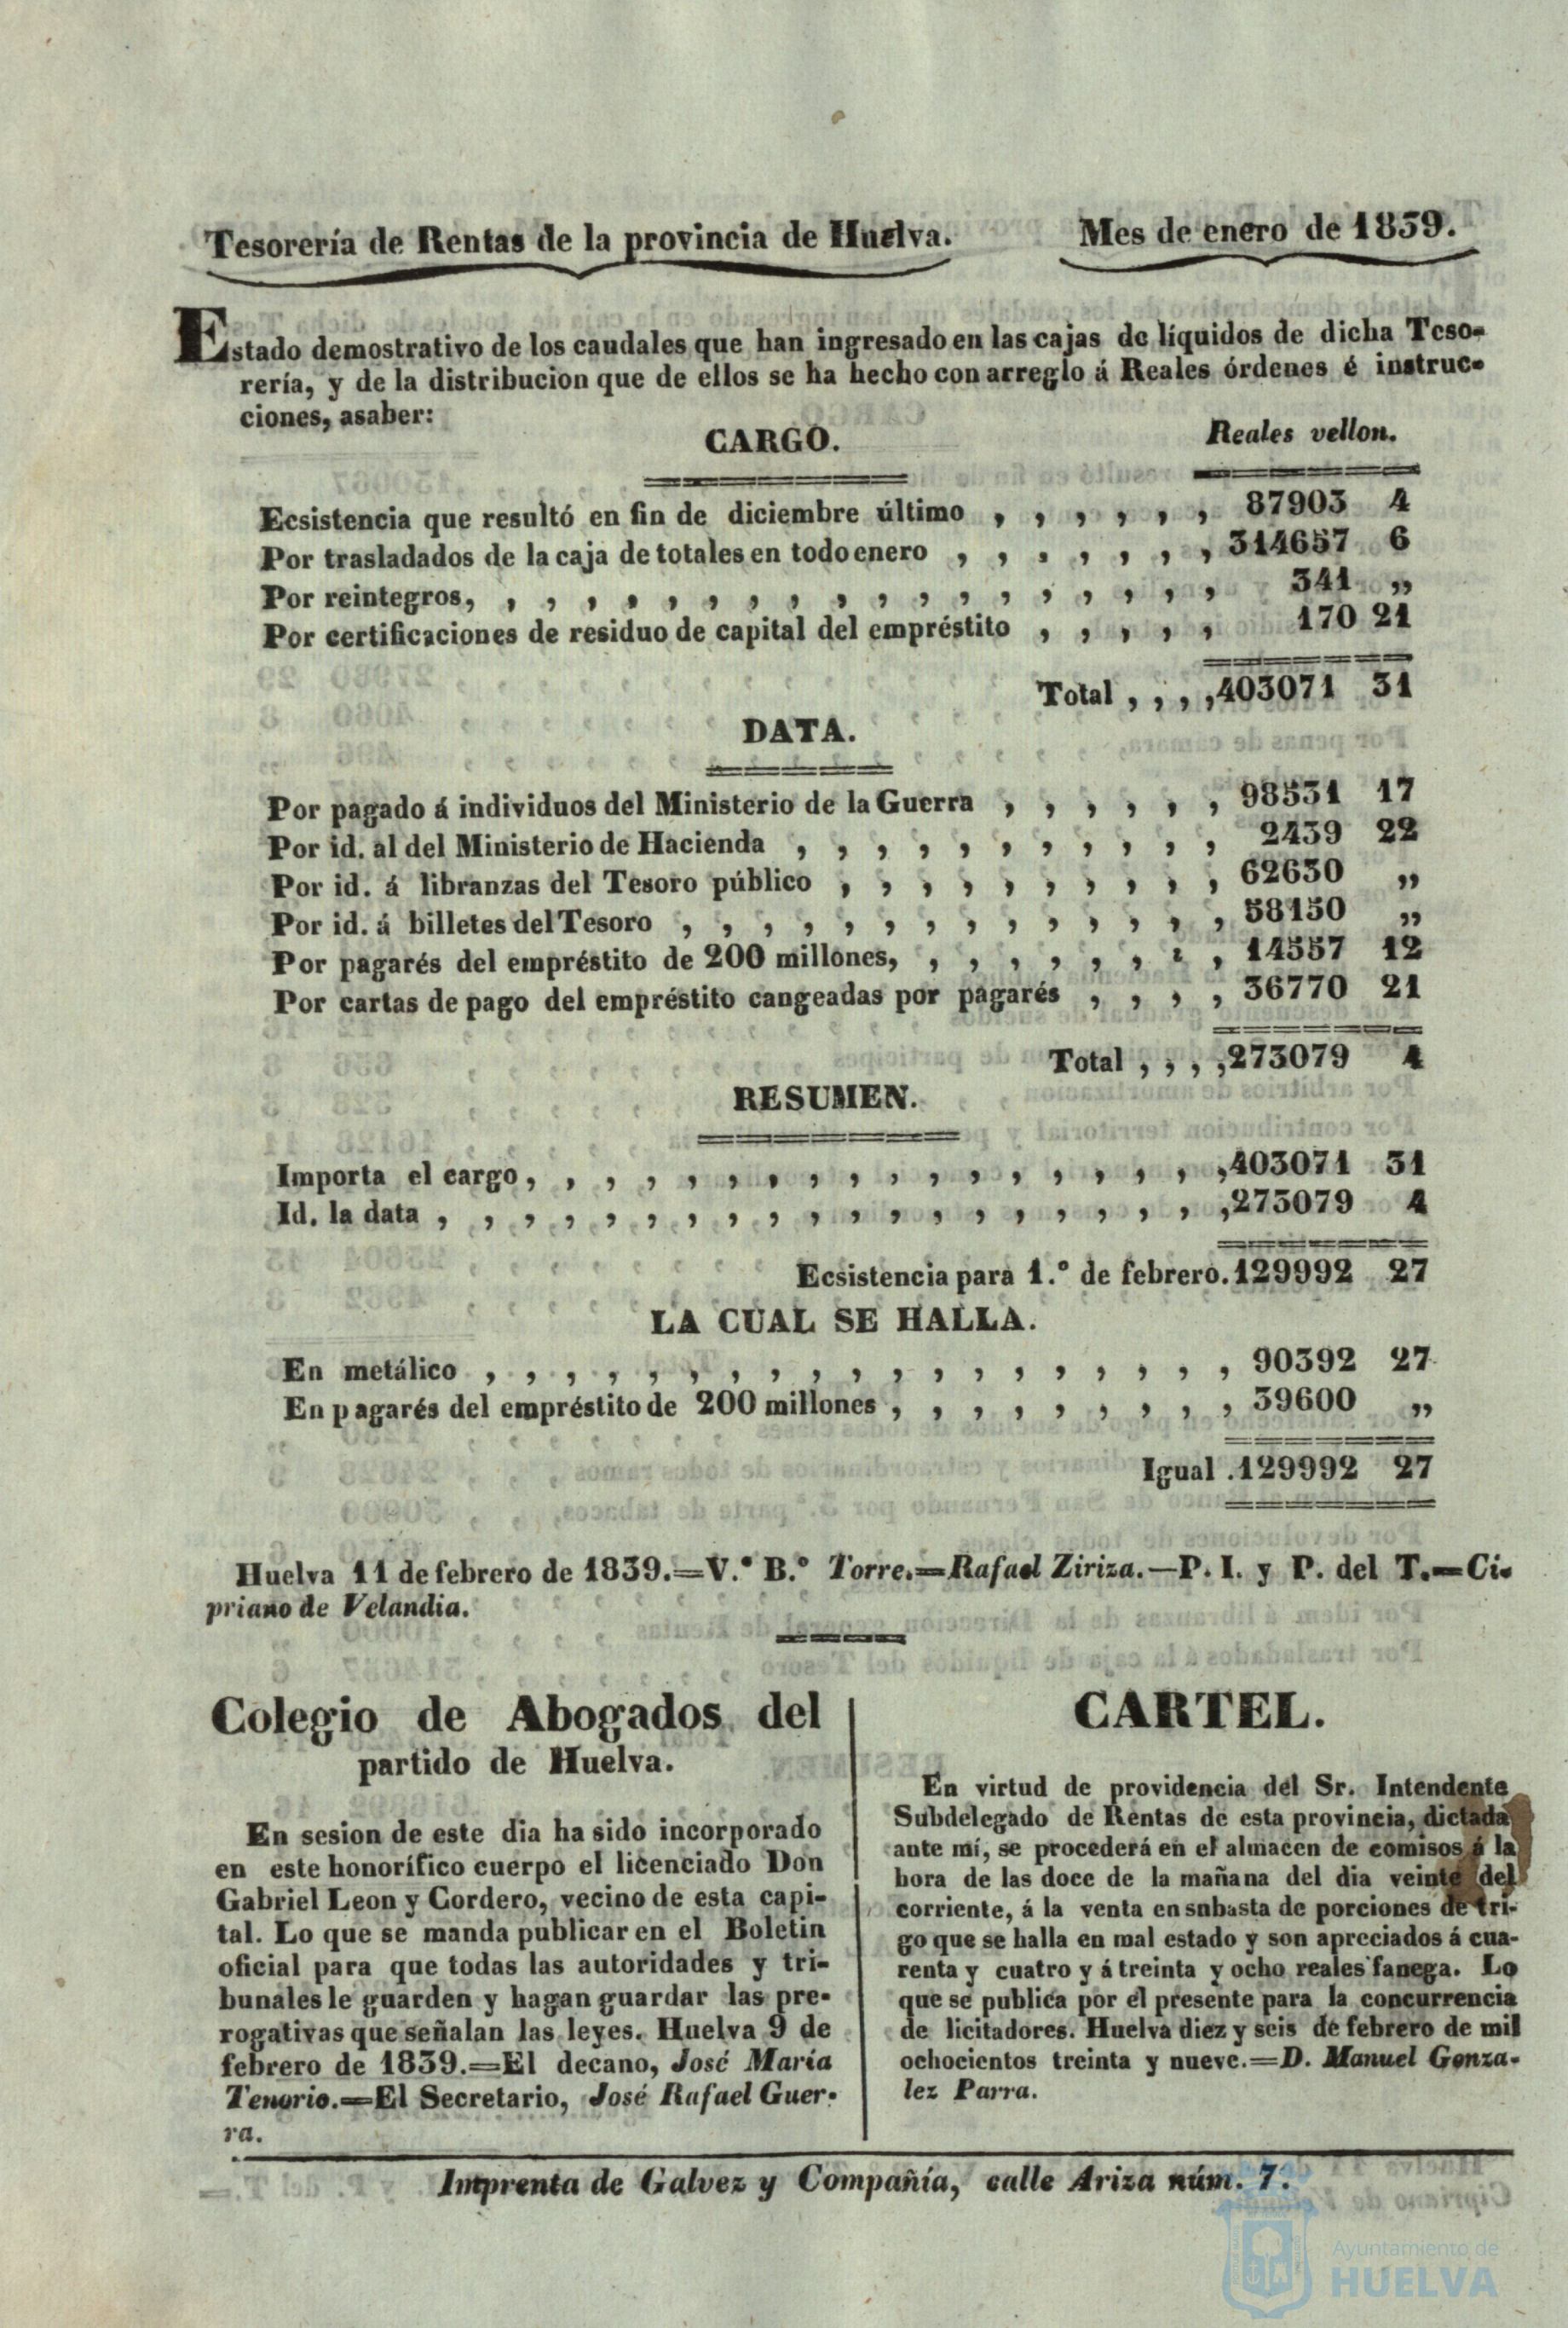 Tesorería de Rentas de la provincia de Huelva. Mes de enero de 1839.
Estado demostrativo de los caudales que han ingresado en las cajas de líquidos de dicha Teso-
rería, y de la distribucion que de ellos se ha hecho con arreglo á Reales órdenes é instruc-
ciones, asaber:
CARGO. Reales vellon.
Ecsistencia que resultó en fin de diciembre último , , , , , , 87903 4
Por trasladados de la caja de totales en todo enero , , , , , , , 314657 6
Por reintegros, , , , , , , , , , , , , , , , , , , 341 ,,
Por certificaciones de residuo de capital del empréstito , , , , , 170 21
Total , , , ,403071 31
DATA.
Por pagado á individuos del Ministerio de la Guerra , , , , , , 98531 17
Por id. al del Ministerio de Hacienda , , , , , , , , , , , 2439 22
Por id. á libranzas del Tesoro público , , , , , , , , , , 62630 ,,
Por id. á billetes del Tesoro , , , , , , , , , , , , , , 58150 ,,
Por pagarés del empréstito de 200 millones, , , , , , , , , 14557 12
Por cartas de pago del empréstito cangeadas por pagarés , , , , 36770 21
Total , , , ,273079 4
RESUMEN.
Importa el cargo, , , , , , , , , , , , , , , , , ,403071 31
Id. la data , , , , , , , , , , , , , , , , , , , ,273079 4
Ecsistencia para 1.º de febrero.129992 27
LA CUAL SE HALLA.
En metálico , , , , , , , , , , , , , , , , , , , 90392 27
En pagarés del empréstito de 200 millones , , , , , , , , , 39600 ,,
Igual .129992 27
Huelva 11 de febrero de 1839.=V.º B.º Torre.=Rafael Ziriza.—P. I. y P. del T.=Ci-
priano de Velandia.
Colegio de Abogados del
partido de Huelva.
En sesion de este dia ha sido incorporado
en este honorífico cuerpo el licenciado Don
Gabriel Leon y Cordero, vecino de esta capi-
tal. Lo que se manda publicar en el Boletin
oficial para que todas las autoridades y tri-
bunales le guarden y hagan guardar las pre-
rogativas que señalan las leyes. Huelva 9 de
febrero de 1839.=El decano, José María
Tenorio.=El Secretario, José Rafael Guer-
ra.
CARTEL.
En virtud de providencia del Sr. Intendente
Subdelegado de Rentas de esta provincia, dictada
ante mí, se procederá en el almacen de comisos á la
hora de las doce de la mañana del dia veinte del
corriente, á la venta en snbasta de porciones de tri-
go que se halla en mal estado y son apreciados á cua-
renta y cuatro y á treinta y ocho reales fanega. Lo
que se publica por el presente para la concurrencia
de licitadores. Huelva diez y seis de febrero de mil
ochocientos treinta y nueve.=D. Manuel Gonza-
lez Parra.
Imprenta de Galvez y Compañía, calle Ariza núm. 7.
Ayuntamiento de
HUELVA